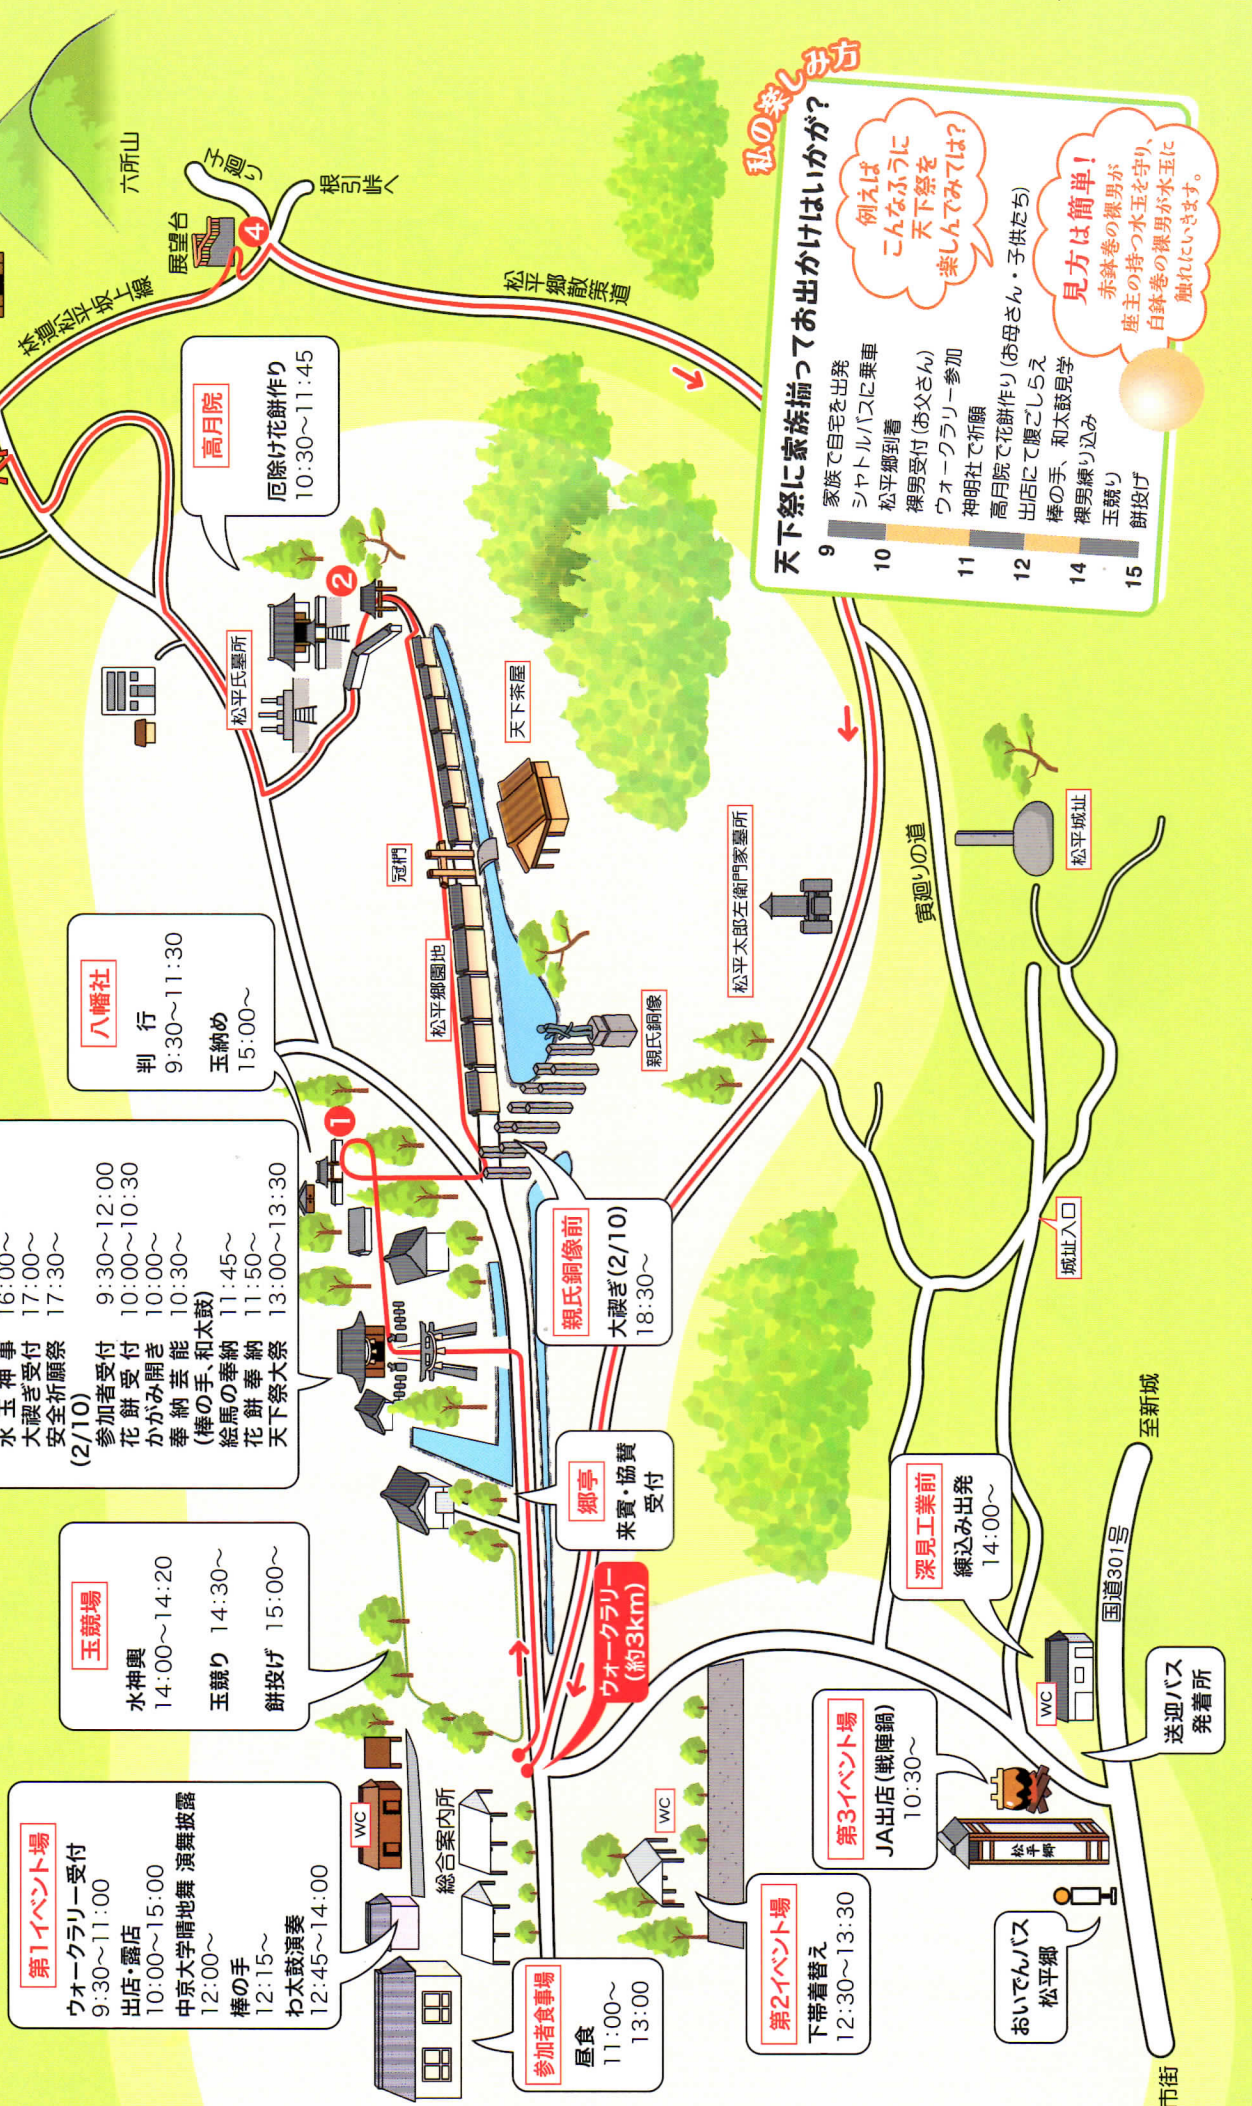 第1イベント場
ウォークラリー受付
9:30～11:00
出店・露店
10:00～15:00
中京大学晴地舞 演舞披露
12:00～
棒の手
12:15～
わ太鼓演奏
12:45～14:00
玉競場
水神輿
14:00～14:20
玉競り 14:30～
餅投げ 15:00～
水玉神事 16:00～
大禊ぎ受付 17:00～
安全祈願祭 17:30～
(2/10)
参加者受付 9:30～12:00
花餅受付 10:00～10:30
かがみ開き 10:00～
奉納芸能 10:30～
(棒の手、和太鼓)
絵馬の奉納 11:45～
花餅奉納 11:50～
天下祭大祭 13:00～13:30
八幡社
判 行
9:30～11:30
玉納め
15:00～
1
高月院
厄除け花餅作り
10:30～11:45
松平氏墓所
2
林道へ松平坂上線
展望台
4
六所山
子廻り
根引峠へ
松平郷散策道
WC
総合案内所
参加者食事場
昼食
11:00～
13:00
郷亭
来賓・協賛
受付
ウォークラリー
(約3km)
親氏銅像前
大禊ぎ(2/10)
18:30～
松平郷園地
冠木門
天下茶屋
親氏銅像
松平太郎左衛門家墓所
寅廻りの道
松平城址
城址入口
WC
第2イベント場
下帯着替え
12:30～13:30
第3イベント場
JA出店(戦陣鍋)
10:30～
深見工業前
練込み出発
14:00～
WC
松平郷
おいでんバス
松平郷
送迎バス
発着所
国道301号
至新城
市街
私の楽しみ方
天下祭に家族揃ってお出かけはいかが?
9
家族で自宅を出発
シャトルバスに乗車
10
松平郷到着
裸男受付(お父さん)
ウォークラリー参加
11
神明社で祈願
高月院で花餅作り(お母さん・子供たち)
12
出店にて腹ごしらえ
棒の手、和太鼓見学
14
裸男練り込み
玉競り
15
餅投げ
例えば
こんなふうに
天下祭を
楽しんでみては?
見方は簡単!
赤鉢巻の裸男が
座主の持つ水玉を守り、
白鉢巻の裸男が水玉に
触れにいきます。